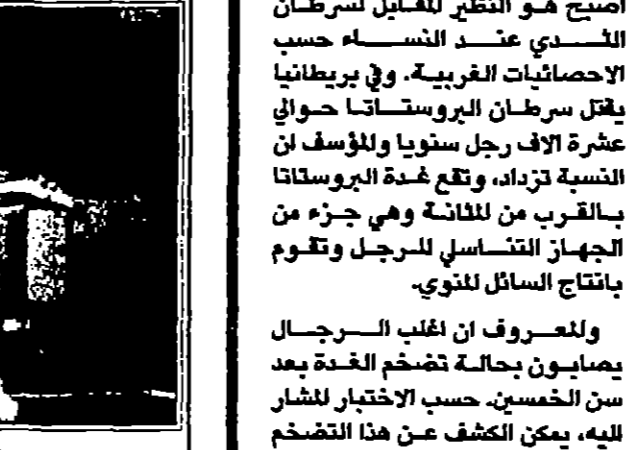 اصبح هو النظير المقابل لسرطان
الثدي عند النساء حسب
الاحصائيات الغربية. وفي بريطانيا
يقتل سرطان البروستاتا حوالي
عشرة الاف رجل سنويا والمؤسف ان
النسبة تزداد، وتقع غدة البروستاتا
بالقرب من المثانة وهي جزء من
الجهاز التناسلي للرجل وتقوم
بانتاج السائل المنوي.
والمعروف ان اغلب الرجال
يصابون بحالة تضخم الغدة بعد
سن الخمسين. حسب الاختبار المشار
اليه، يمكن الكشف عن هذا التضخم